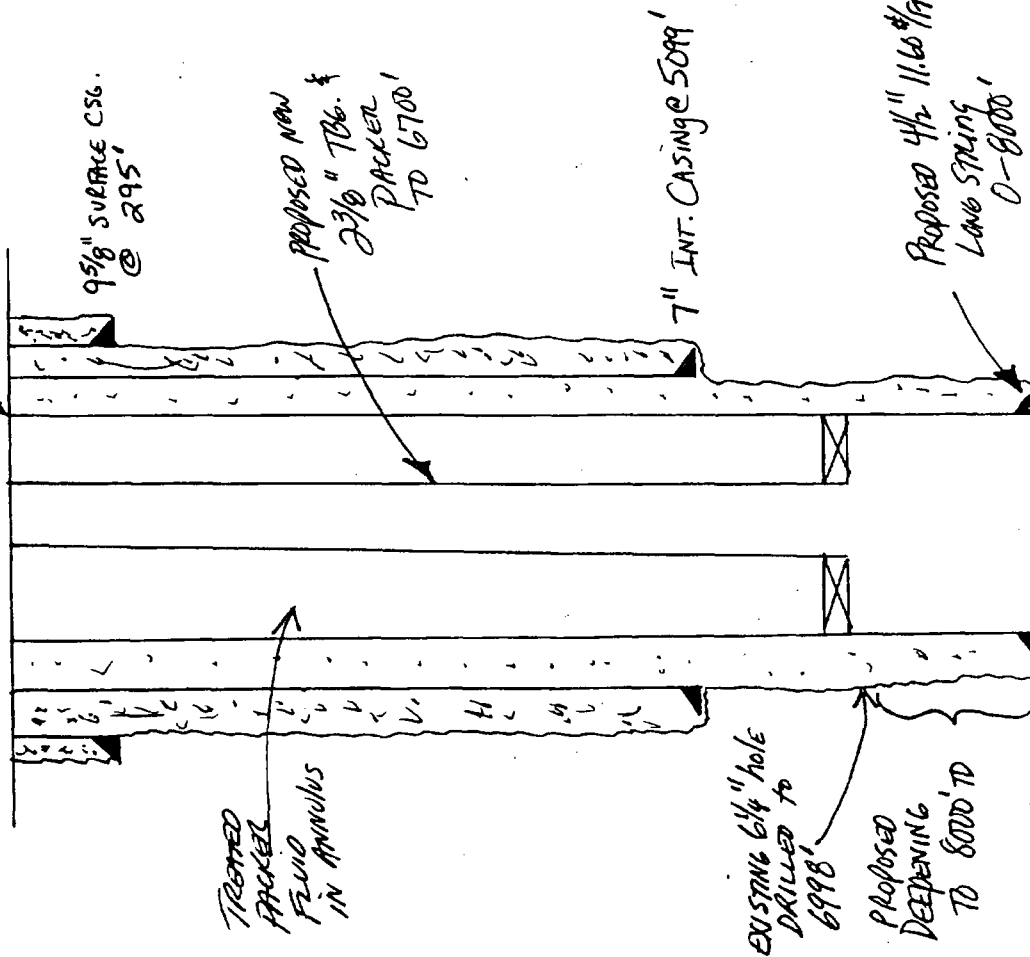 9 5/8" SURFACE CSG.
@ 295'
PROPOSED NEW
2 3/8" TBG. &
PACKER
TO 6700'
7" INT. CASING @ 5099'
PROPOSED 4 1/2" 11.60
LONG STRING
0-8000'
TREATED
PACKER
FLUID
IN ANNULUS
EXISTING 6 1/4" hole
DRILLED to
6998'
PROPOSED
DEEPENING
TO 8000' TD